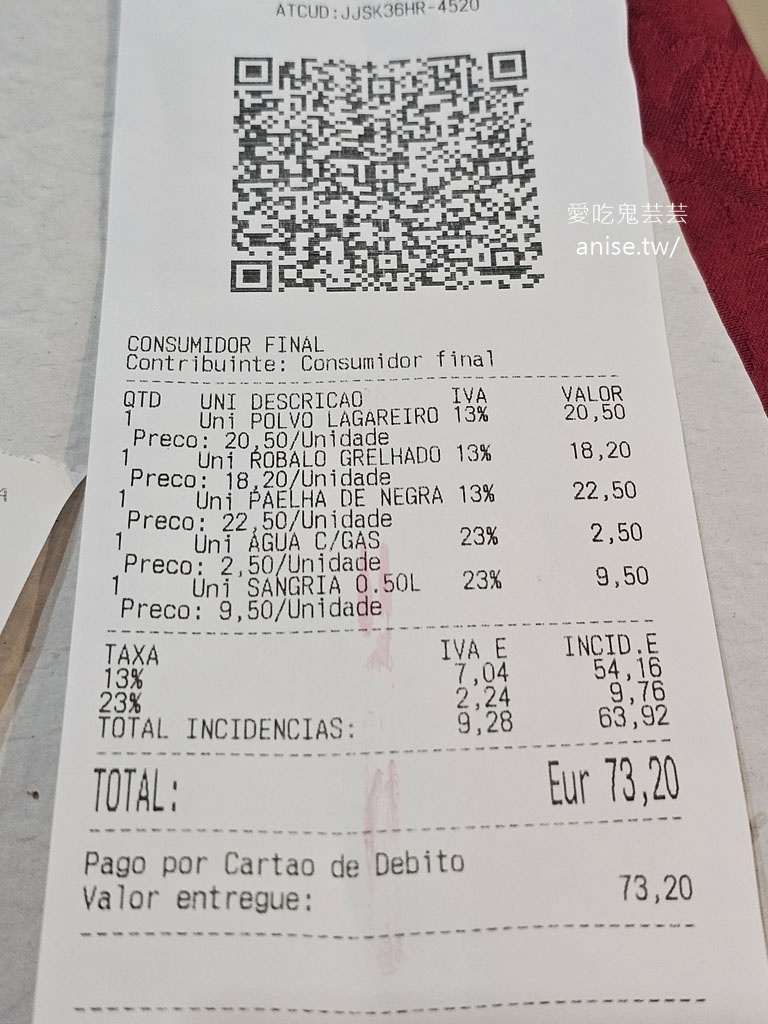 ATCUD:JJSK36HR-4520
愛吃鬼芸芸
anise.tw/
CONSUMIDOR FINAL
Contribuinte: Consumidor final
QTD UNI DESCRICAO IVA VALOR
1 Uni POLVO LAGAREIRO 13% 20,50
Preco: 20,50/Unidade
1 Uni ROBALO GRELHADO 13% 18,20
Preco: 18,20/Unidade
1 Uni PAELHA DE NEGRA 13% 22,50
Preco: 22,50/Unidade
1 Uni AGUA C/GAS 23% 2,50
Preco: 2,50/Unidade
1 Uni SANGRIA 0.50L 23% 9,50
Preco: 9,50/Unidade
TAXA IVA E INCID.E
13% 7,04 54,16
23% 2,24 9,76
TOTAL INCIDENCIAS: 9,28 63,92
TOTAL: Eur 73,20
Pago por Cartao de Debito
Valor entregue: 73,20